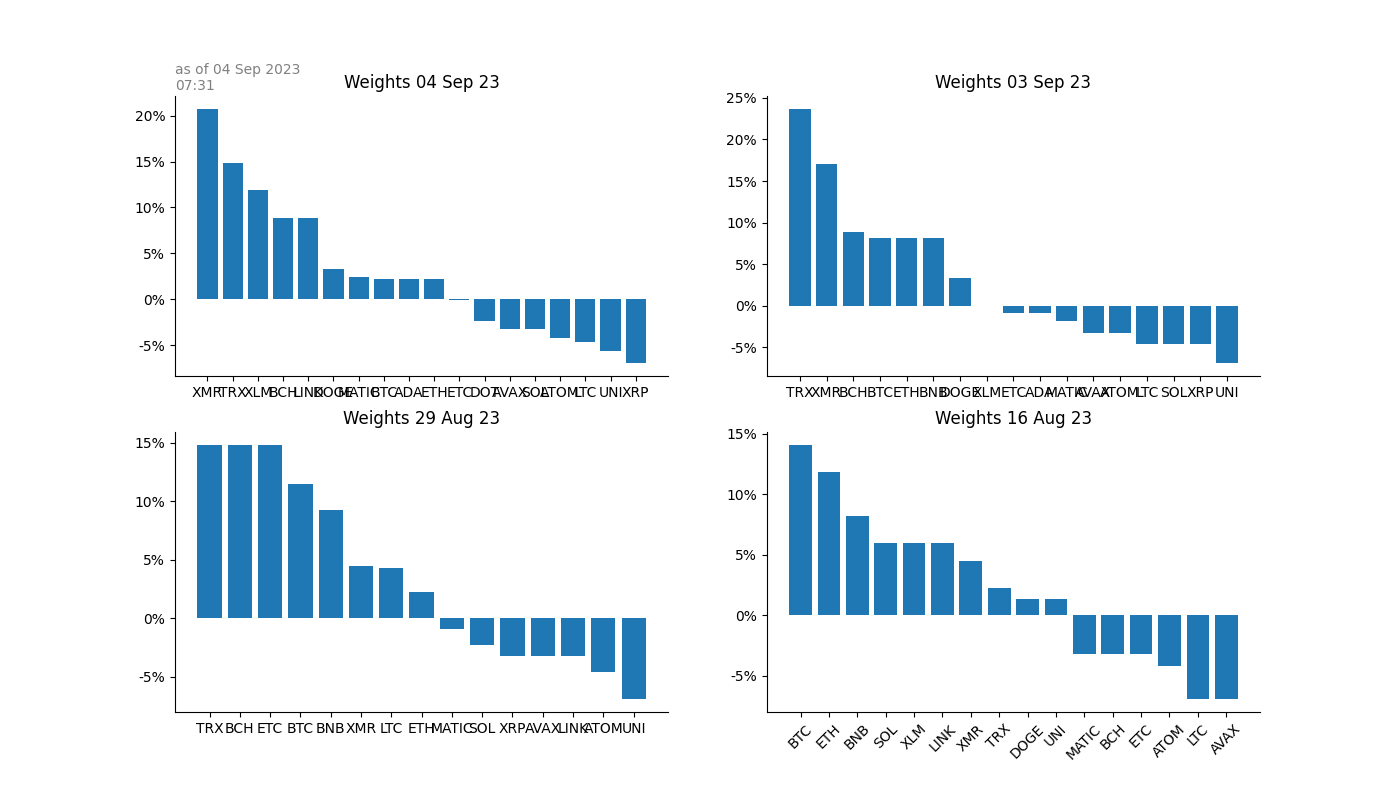 as of 04 Sep 2023
07:31
Weights 04 Sep 23
20%
15%
10%
5%
0%
-5%
XMR TRX XLM BCH LINK DOGE MATIC BTC ADA ETH ETC DOT AVAX SOL ATOM LTC UNI XRP
Weights 03 Sep 23
25%
20%
15%
10%
5%
0%
-5%
TRX XMR BCH BTC ETH BNB DOGE XLM ETC ADA MATIC AVAX ATOM LTC SOL XRP UNI
Weights 29 Aug 23
15%
10%
5%
0%
-5%
TRX BCH ETC BTC BNB XMR LTC ETH MATIC SOL XRP AVAX LINK ATOM UNI
Weights 16 Aug 23
15%
10%
5%
0%
-5%
BTC ETH BNB SOL XLM LINK XMR TRX DOGE UNI MATIC BCH ETC ATOM LTC AVAX